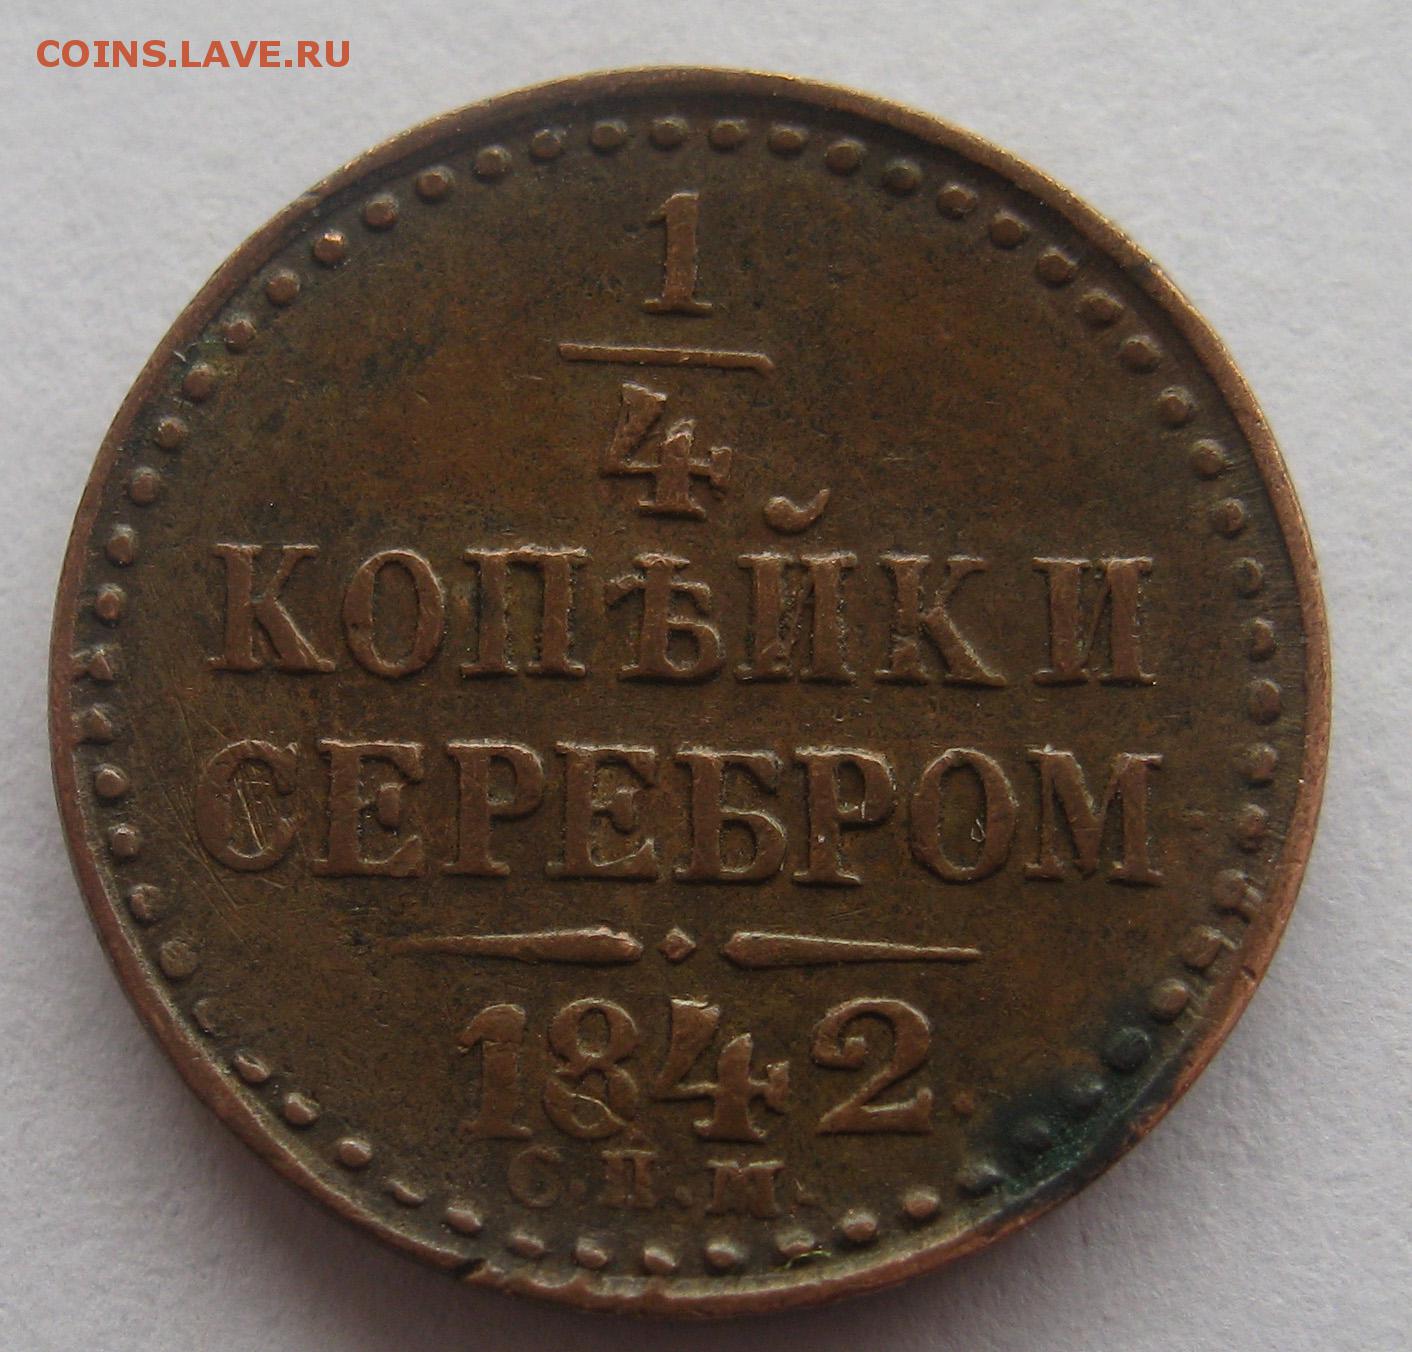 COINS.LAVE.RU
1
4
КОПѢЙКИ
СЕРЕБРОМ
1842.
С.П.М.